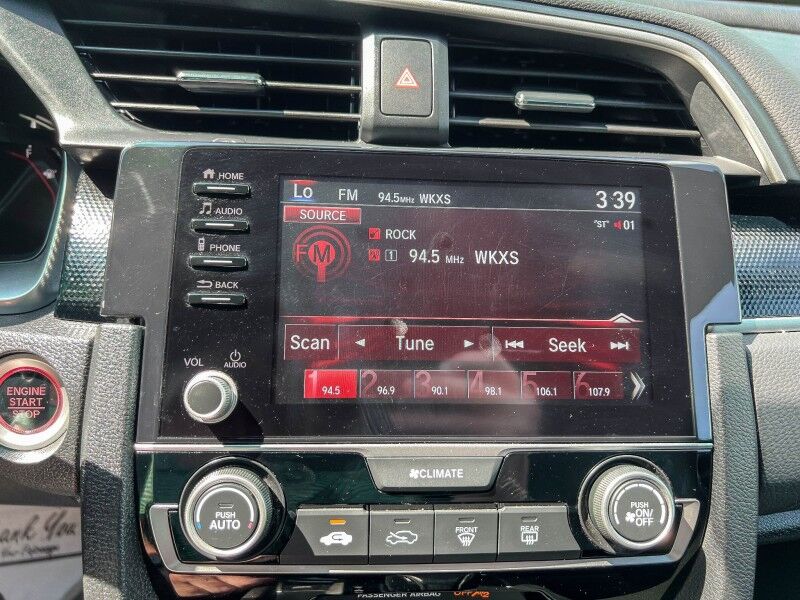 HOME
AUDIO
PHONE
BACK
VOL
AUDIO
Lo FM 94.5MHz WKXS 3:39
SOURCE
"ST" 01
FM
ROCK
1 94.5 MHz WKXS
Scan Tune Seek
1 94.5 2 96.9 3 90.1 4 98.1 5 106.1 6 107.9
ENGINE
START
STOP
CLIMATE
PUSH
AUTO
FRONT
REAR
PUSH
ON/
OFF
Thank You
PASSENGER AIRBAG OFF